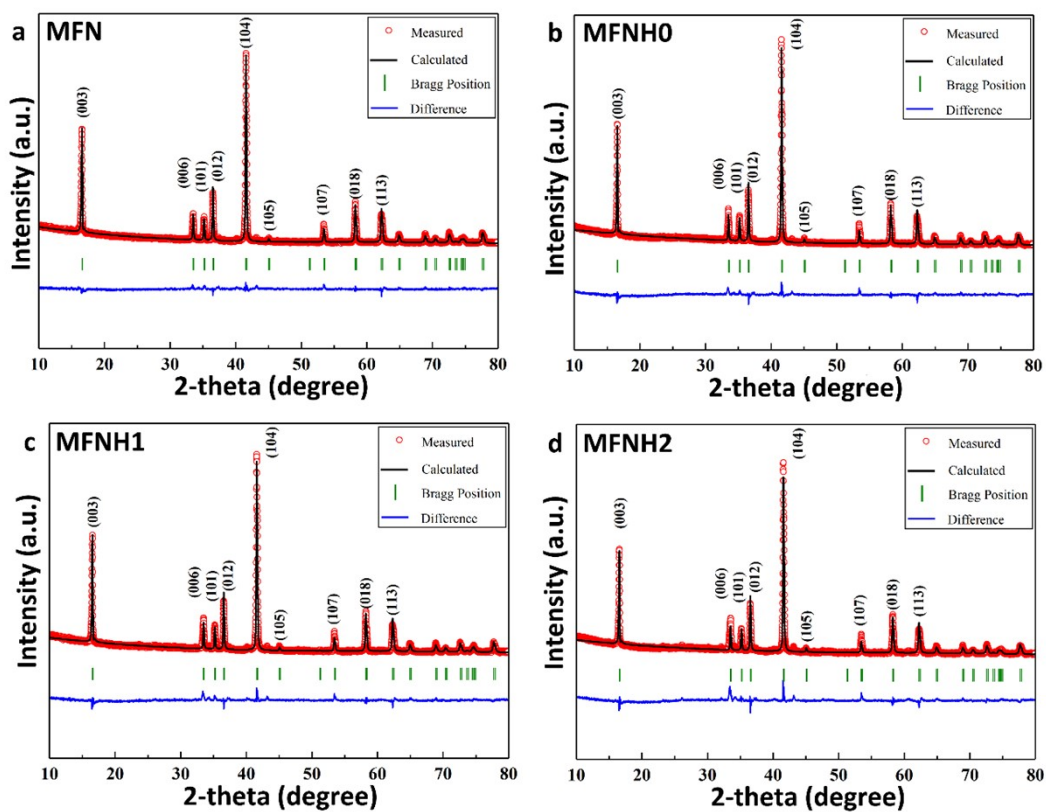 a MFN
Measured
Calculated
Bragg Position
Difference
(003)
(006)
(101)
(012)
(104)
(105)
(107)
(018)
(113)
Intensity (a.u.)
10 20 30 40 50 60 70 80
2-theta (degree)
b MFNH0
Measured
Calculated
Bragg Position
Difference
(003)
(006)
(101)
(012)
(104)
(105)
(107)
(018)
(113)
Intensity (a.u.)
10 20 30 40 50 60 70 80
2-theta (degree)
c MFNH1
Measured
Calculated
Bragg Position
Difference
(003)
(006)
(101)
(012)
(104)
(105)
(107)
(018)
(113)
Intensity (a.u.)
10 20 30 40 50 60 70 80
2-theta (degree)
d MFNH2
Measured
Calculated
Bragg Position
Difference
(003)
(006)
(101)
(012)
(104)
(105)
(107)
(018)
(113)
Intensity (a.u.)
10 20 30 40 50 60 70 80
2-theta (degree)